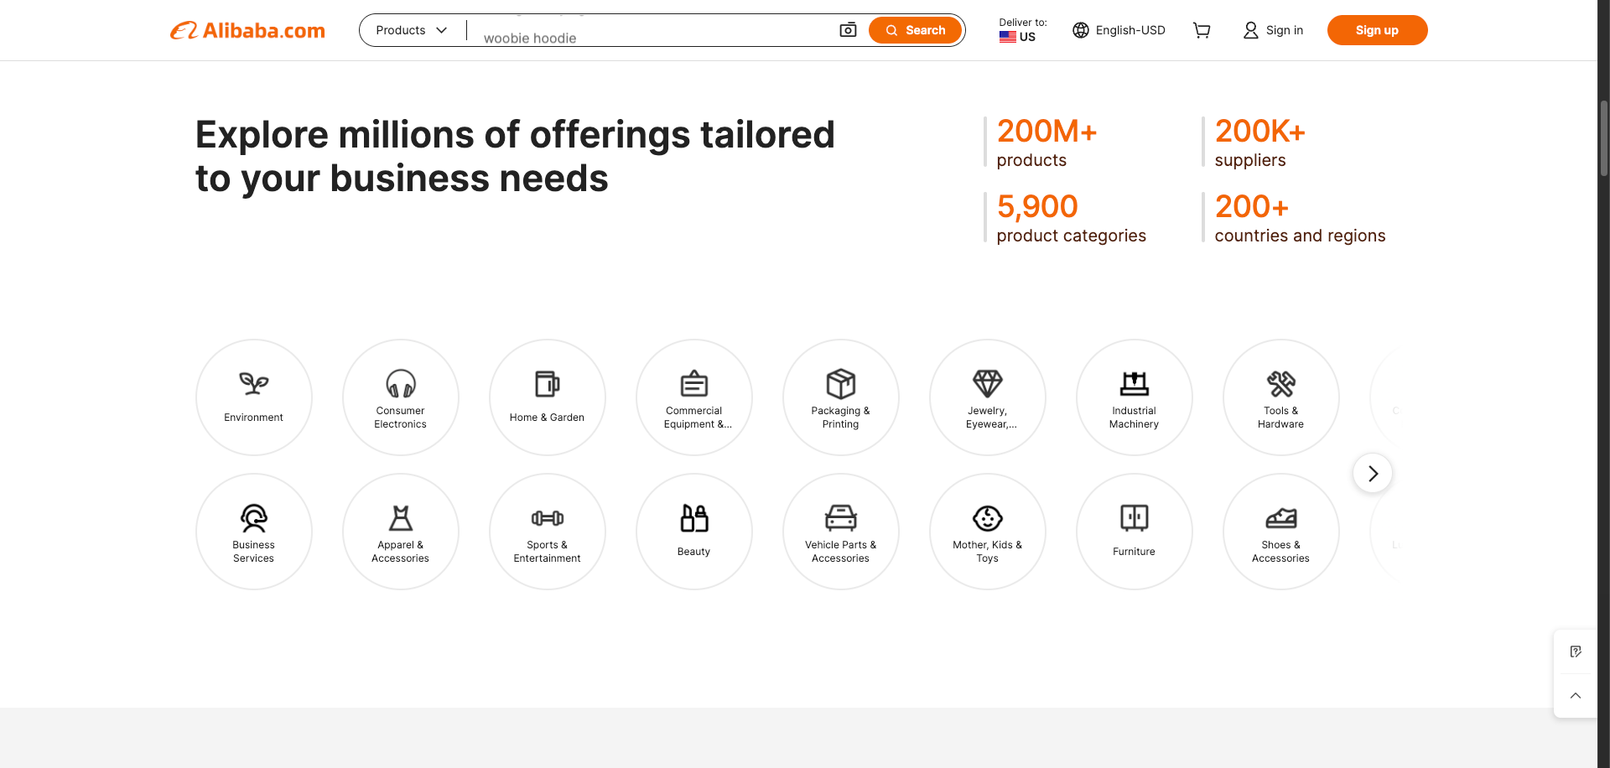 Alibaba.com
Products
woobie hoodie
Search
Deliver to:
US
English-USD
Sign in
Sign up
Explore millions of offerings tailored
to your business needs
200M+
products
200K+
suppliers
5,900
product categories
200+
countries and regions
Environment
Consumer
Electronics
Home & Garden
Commercial
Equipment &...
Packaging &
Printing
Jewelry,
Eyewear,...
Industrial
Machinery
Tools &
Hardware
Business
Services
Apparel &
Accessories
Sports &
Entertainment
Beauty
Vehicle Parts &
Accessories
Mother, Kids &
Toys
Furniture
Shoes &
Accessories